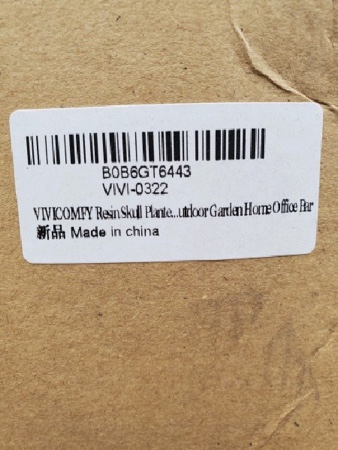 B0B6GT6443
VIVI-0322
VIVICOMFY Resin Skull Plante...utdoor Garden Home Office Bar
新品 Made in china